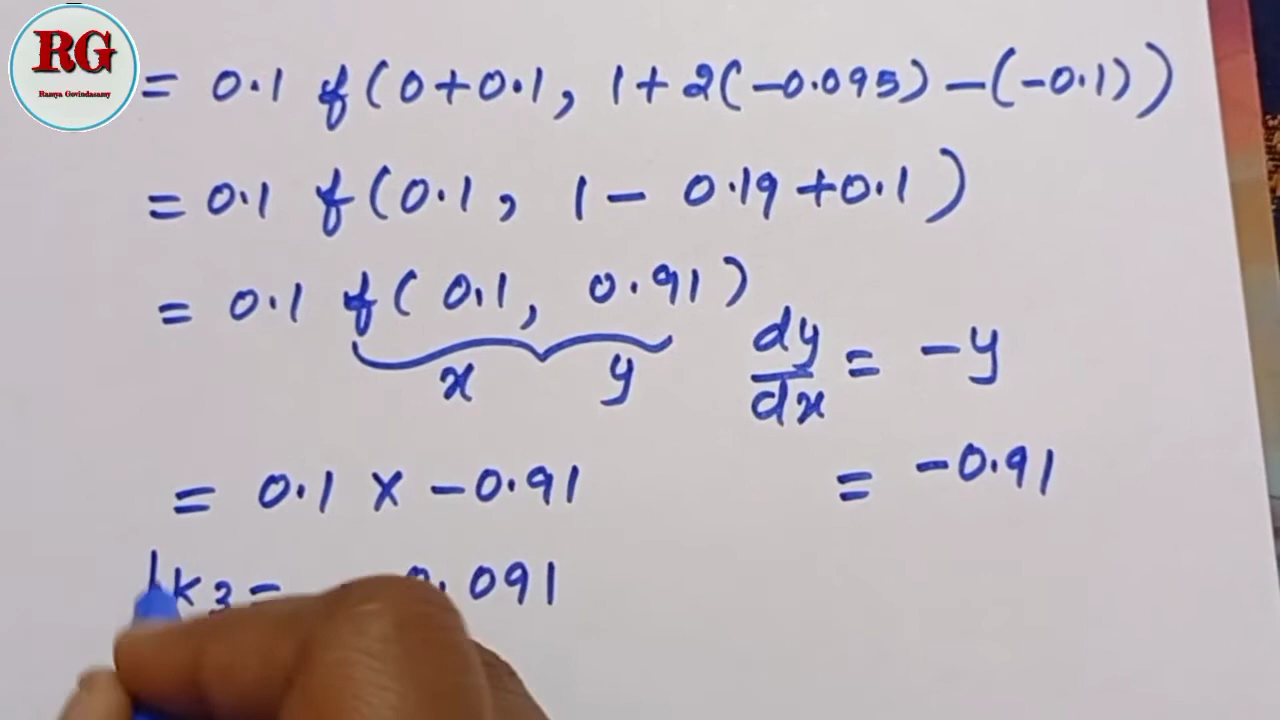 RG
Ramya Govindasamy
= 0.1 f(0+0.1, 1+2(-0.095)-(-0.1))
= 0.1 f(0.1, 1-0.19+0.1)
= 0.1 f(0.1, 0.91)
x y
dy/dx = -y
= 0.1 x -0.91
= -0.91
k3 = - 0.091